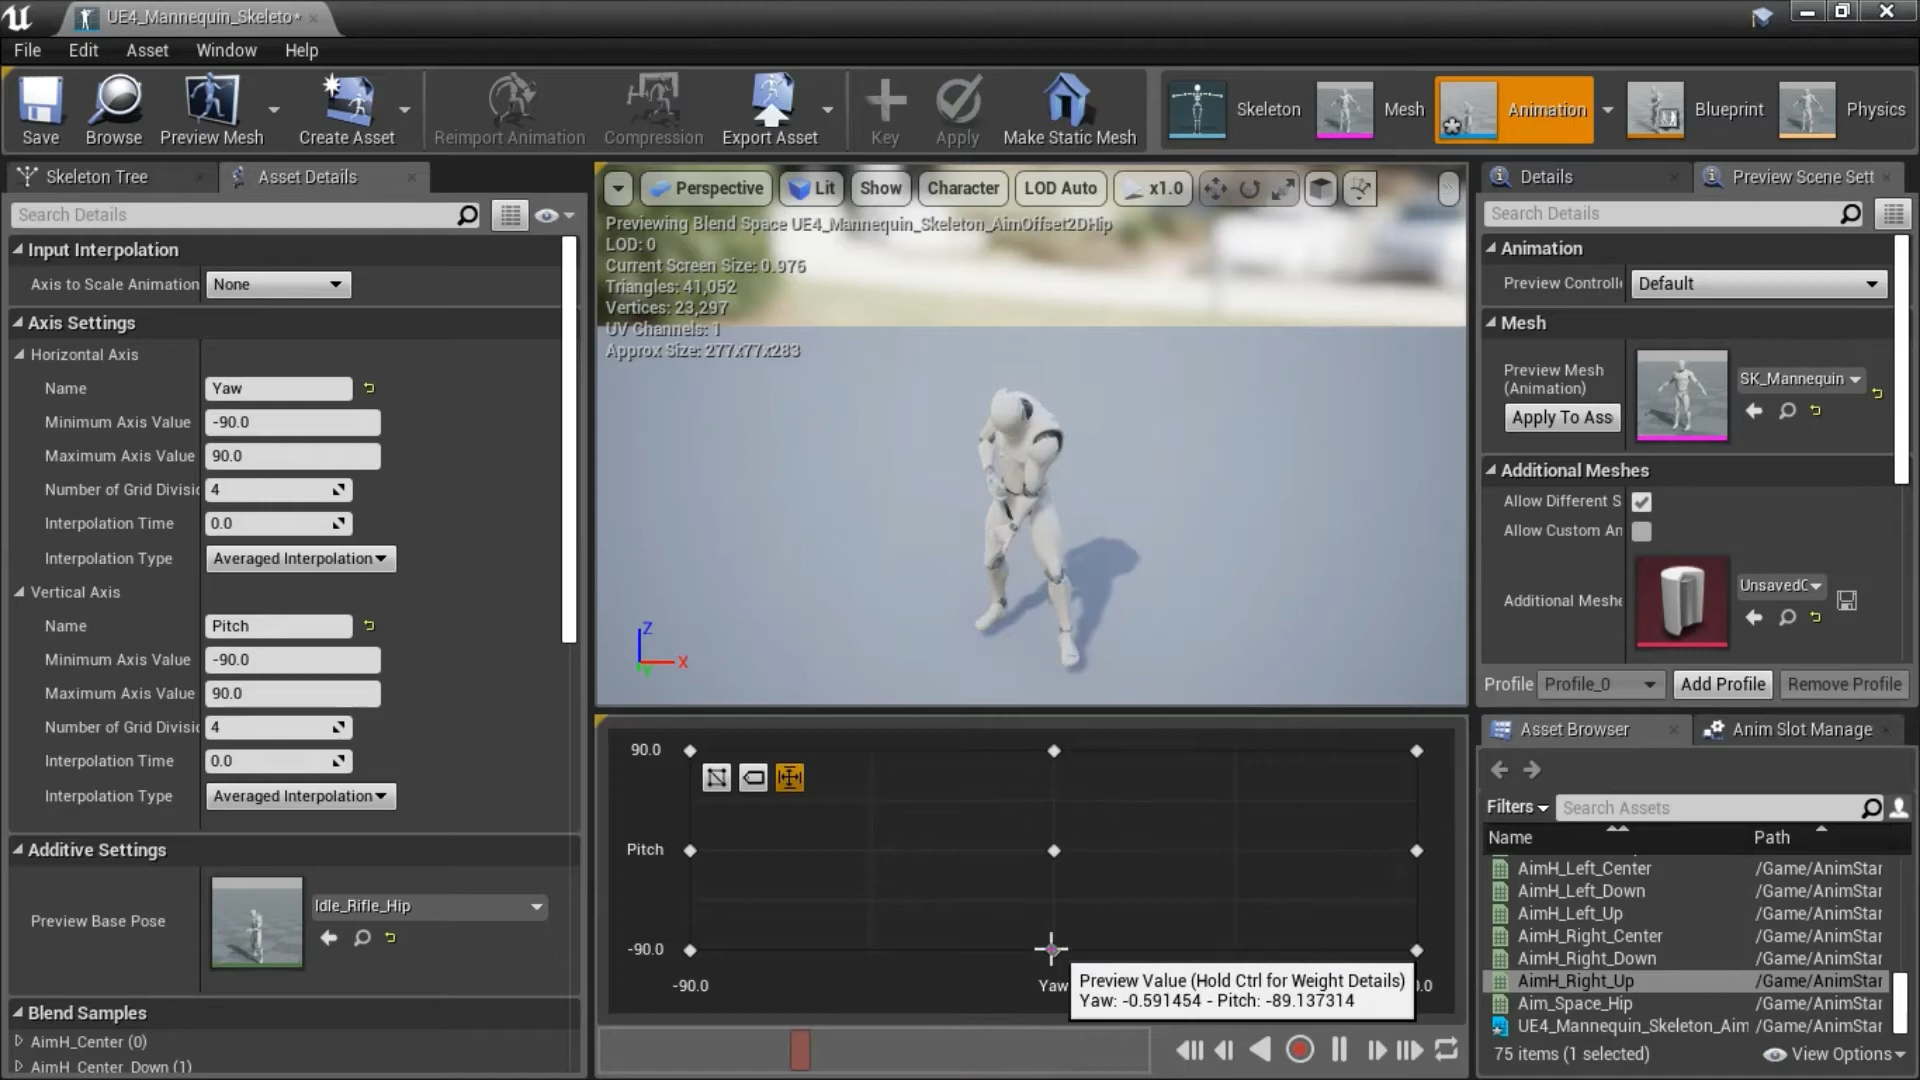 UE4_Mannequin_Skeleto*
File Edit Asset Window Help
Save Browse Preview Mesh Create Asset Reimport Animation Compression Export Asset Key Apply Make Static Mesh Skeleton Mesh Animation Blueprint Physics
Skeleton Tree
Asset Details
Search Details
Input Interpolation
Axis to Scale Animation None
Axis Settings
Horizontal Axis
Name Yaw
Minimum Axis Value -90.0
Maximum Axis Value 90.0
Number of Grid Divisi 4
Interpolation Time 0.0
Interpolation Type Averaged Interpolation
Vertical Axis
Name Pitch
Minimum Axis Value -90.0
Maximum Axis Value 90.0
Number of Grid Divisi 4
Interpolation Time 0.0
Interpolation Type Averaged Interpolation
Additive Settings
Preview Base Pose Idle_Rifle_Hip
Blend Samples
AimH_Center (0)
AimH_Center_Down (1)
Perspective Lit Show Character LOD Auto x1.0
Previewing Blend Space UE4_Mannequin_Skeleton_AimOffset2DHip
LOD: 0
Current Screen Size: 0.976
Triangles: 41,052
Vertices: 23,297
UV Channels: 1
Approx Size: 277x77x283
Z
X
Y
90.0
Pitch
-90.0
-90.0 Yaw 0.0
Preview Value (Hold Ctrl for Weight Details)
Yaw: -0.591454 - Pitch: -89.137314
Details
Preview Scene Sett
Search Details
Animation
Preview Controlle Default
Mesh
Preview Mesh
(Animation)
SK_Mannequin
Apply To Ass
Additional Meshes
Allow Different S
Allow Custom An
Additional Meshe UnsavedC
Profile Profile_0 Add Profile Remove Profile
Asset Browser
Anim Slot Manage
Filters Search Assets
Name Path
AimH_Left_Center /Game/AnimStar
AimH_Left_Down /Game/AnimStar
AimH_Left_Up /Game/AnimStar
AimH_Right_Center /Game/AnimStar
AimH_Right_Down /Game/AnimStar
AimH_Right_Up /Game/AnimStar
Aim_Space_Hip /Game/AnimStar
UE4_Mannequin_Skeleton_Aim /Game/AnimStar
75 items (1 selected) View Options